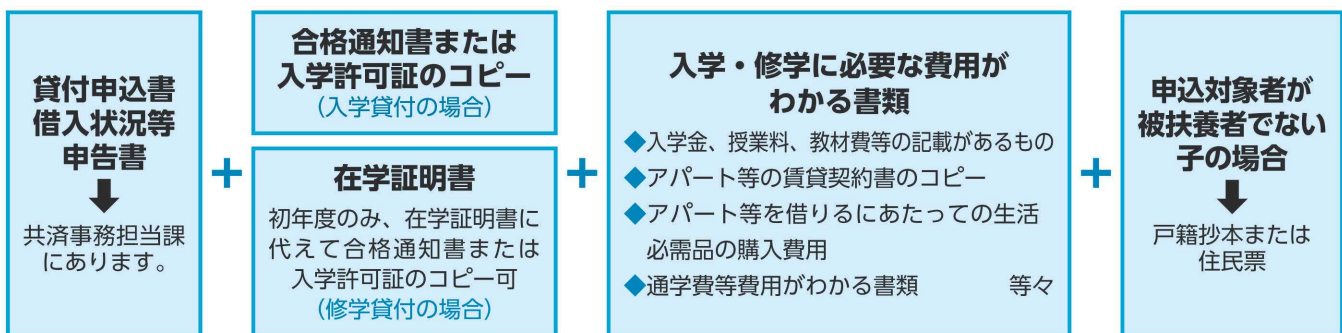 貸付申込書
借入状況等
申告書
共済事務担当課
にあります。
+
合格通知書または
入学許可証のコピー
(入学貸付の場合)
在学証明書
初年度のみ、在学証明書に
代えて合格通知書または
入学許可証のコピー可
(修学貸付の場合)
+
入学・修学に必要な費用が
わかる書類
◆入学金、授業料、教材費等の記載があるもの
◆アパート等の賃貸契約書のコピー
◆アパート等を借りるにあたっての生活
必需品の購入費用
◆通学費等費用がわかる書類 等々
+
申込対象者が
被扶養者でない
子の場合
戸籍抄本または
住民票